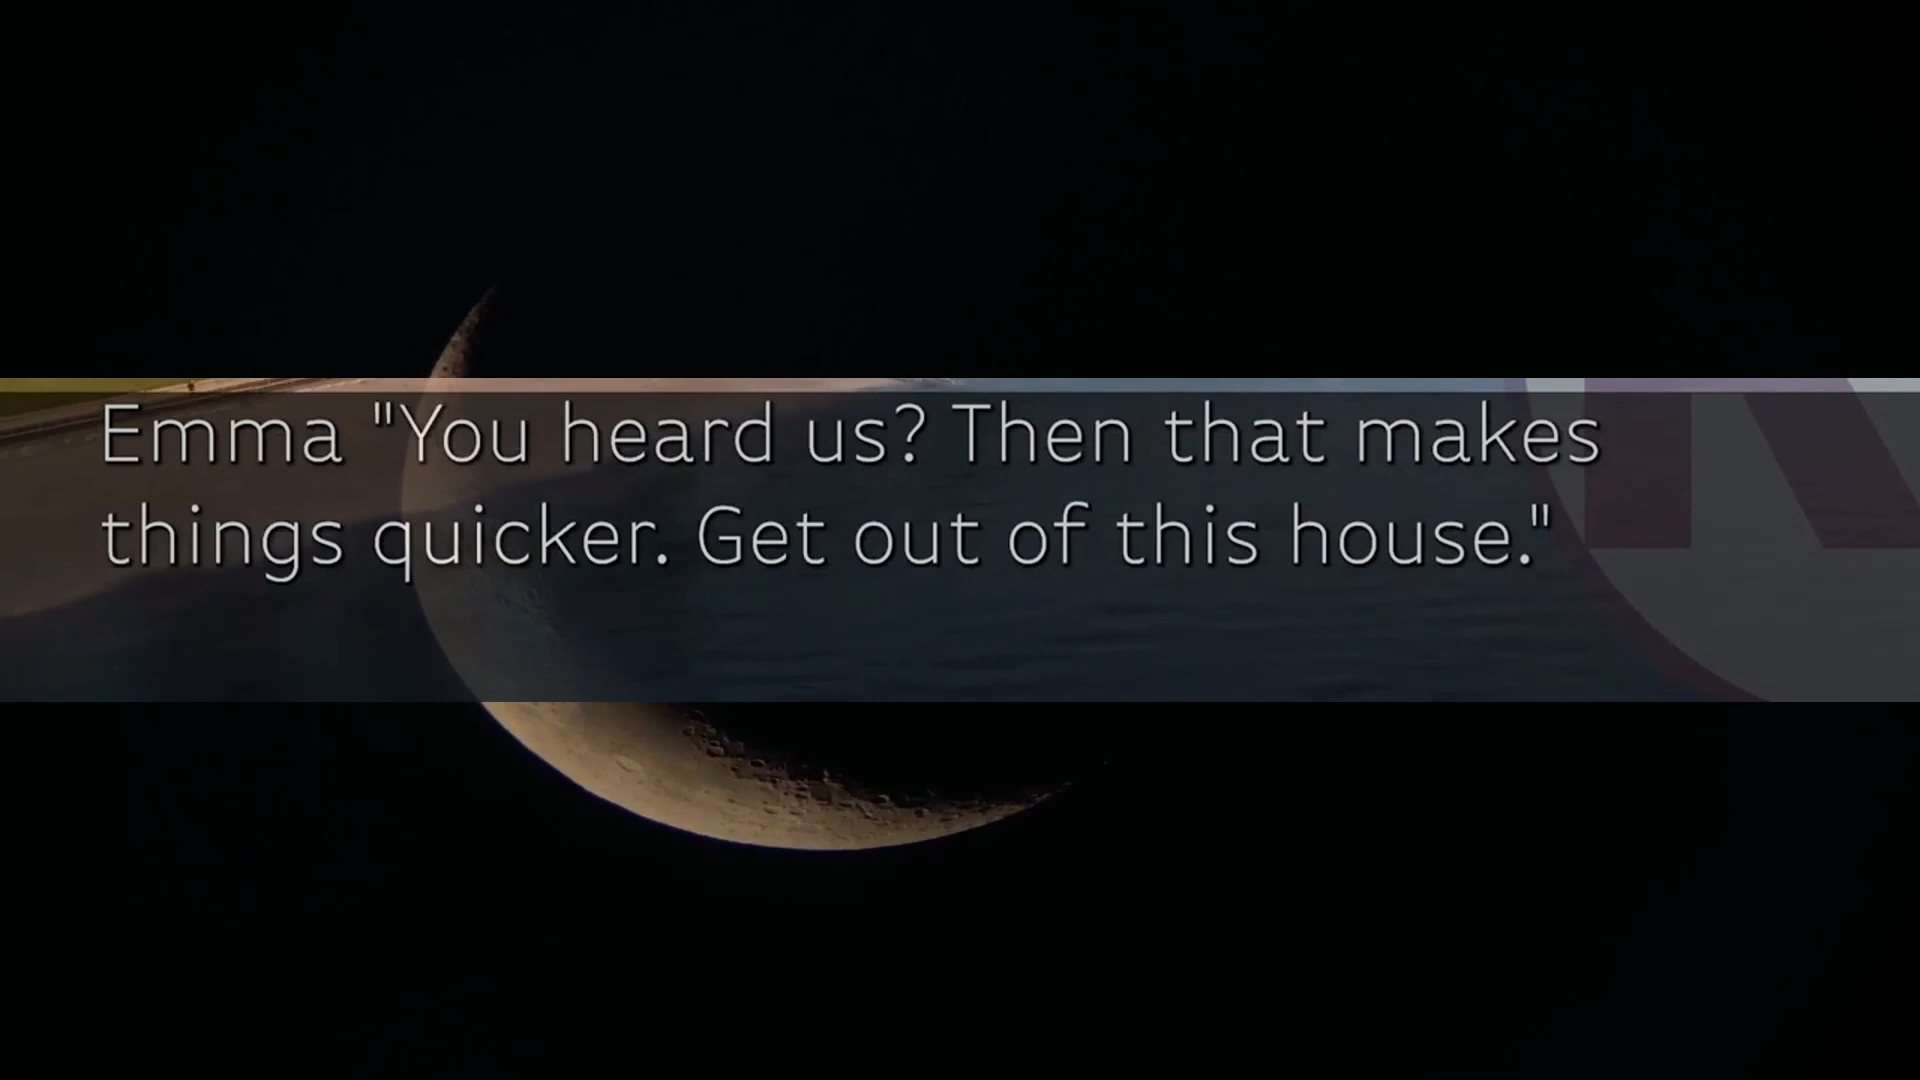 Emma "You heard us? Then that makes
things quicker. Get out of this house."